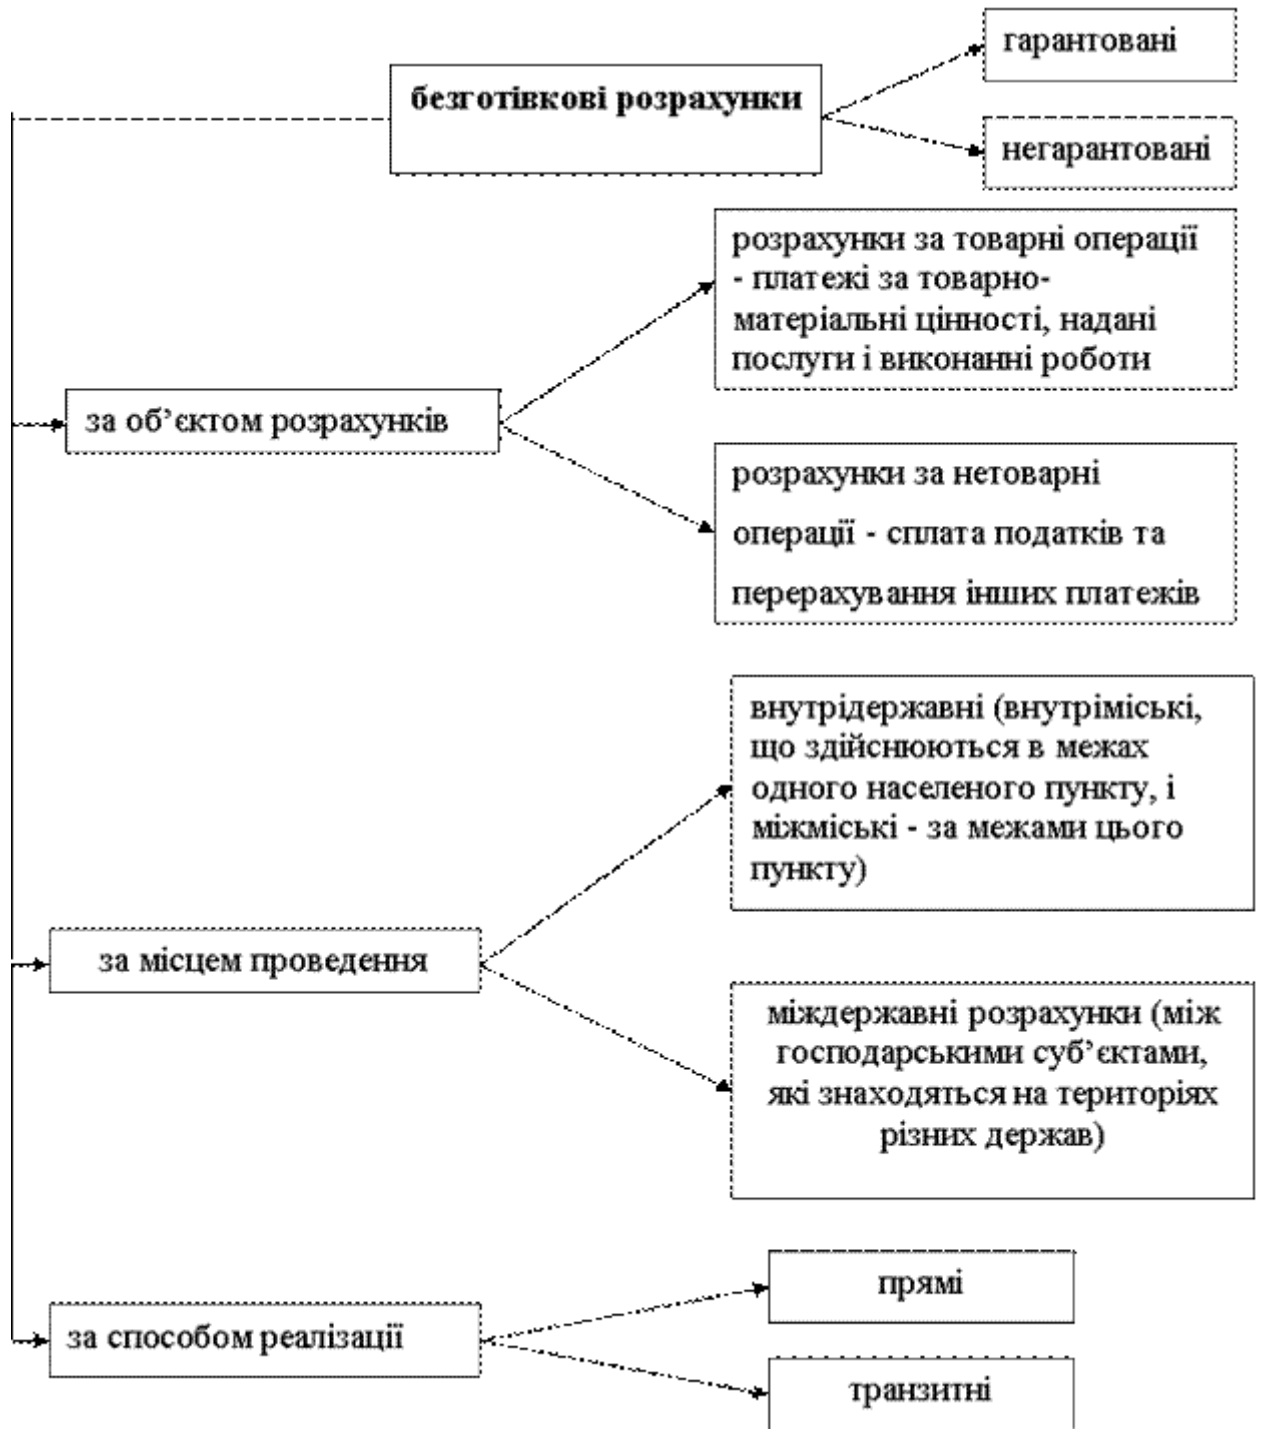 гарантовані
безготівкові розрахунки
негарантовані
розрахунки за товарні операції
- платежі за товарно-
матеріальні цінності, надані
послуги і виконанні роботи
за об’єктом розрахунків
розрахунки за нетоварні
операції - сплата податків та
перерахування інших платежів
внутрідержавні (внутріміські,
що здійснюються в межах
одного населеного пункту, і
міжміські - за межами цього
пункту)
за місцем проведення
міждержавні розрахунки (між
господарськими суб’єктами,
які знаходяться на територіях
різних держав)
прямі
за способом реалізації
транзитні